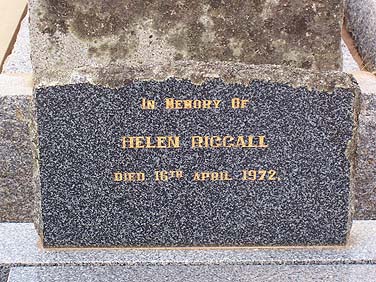 In Memory Of
HELEN RIGGALL
DIED 16TH APRIL 1972.